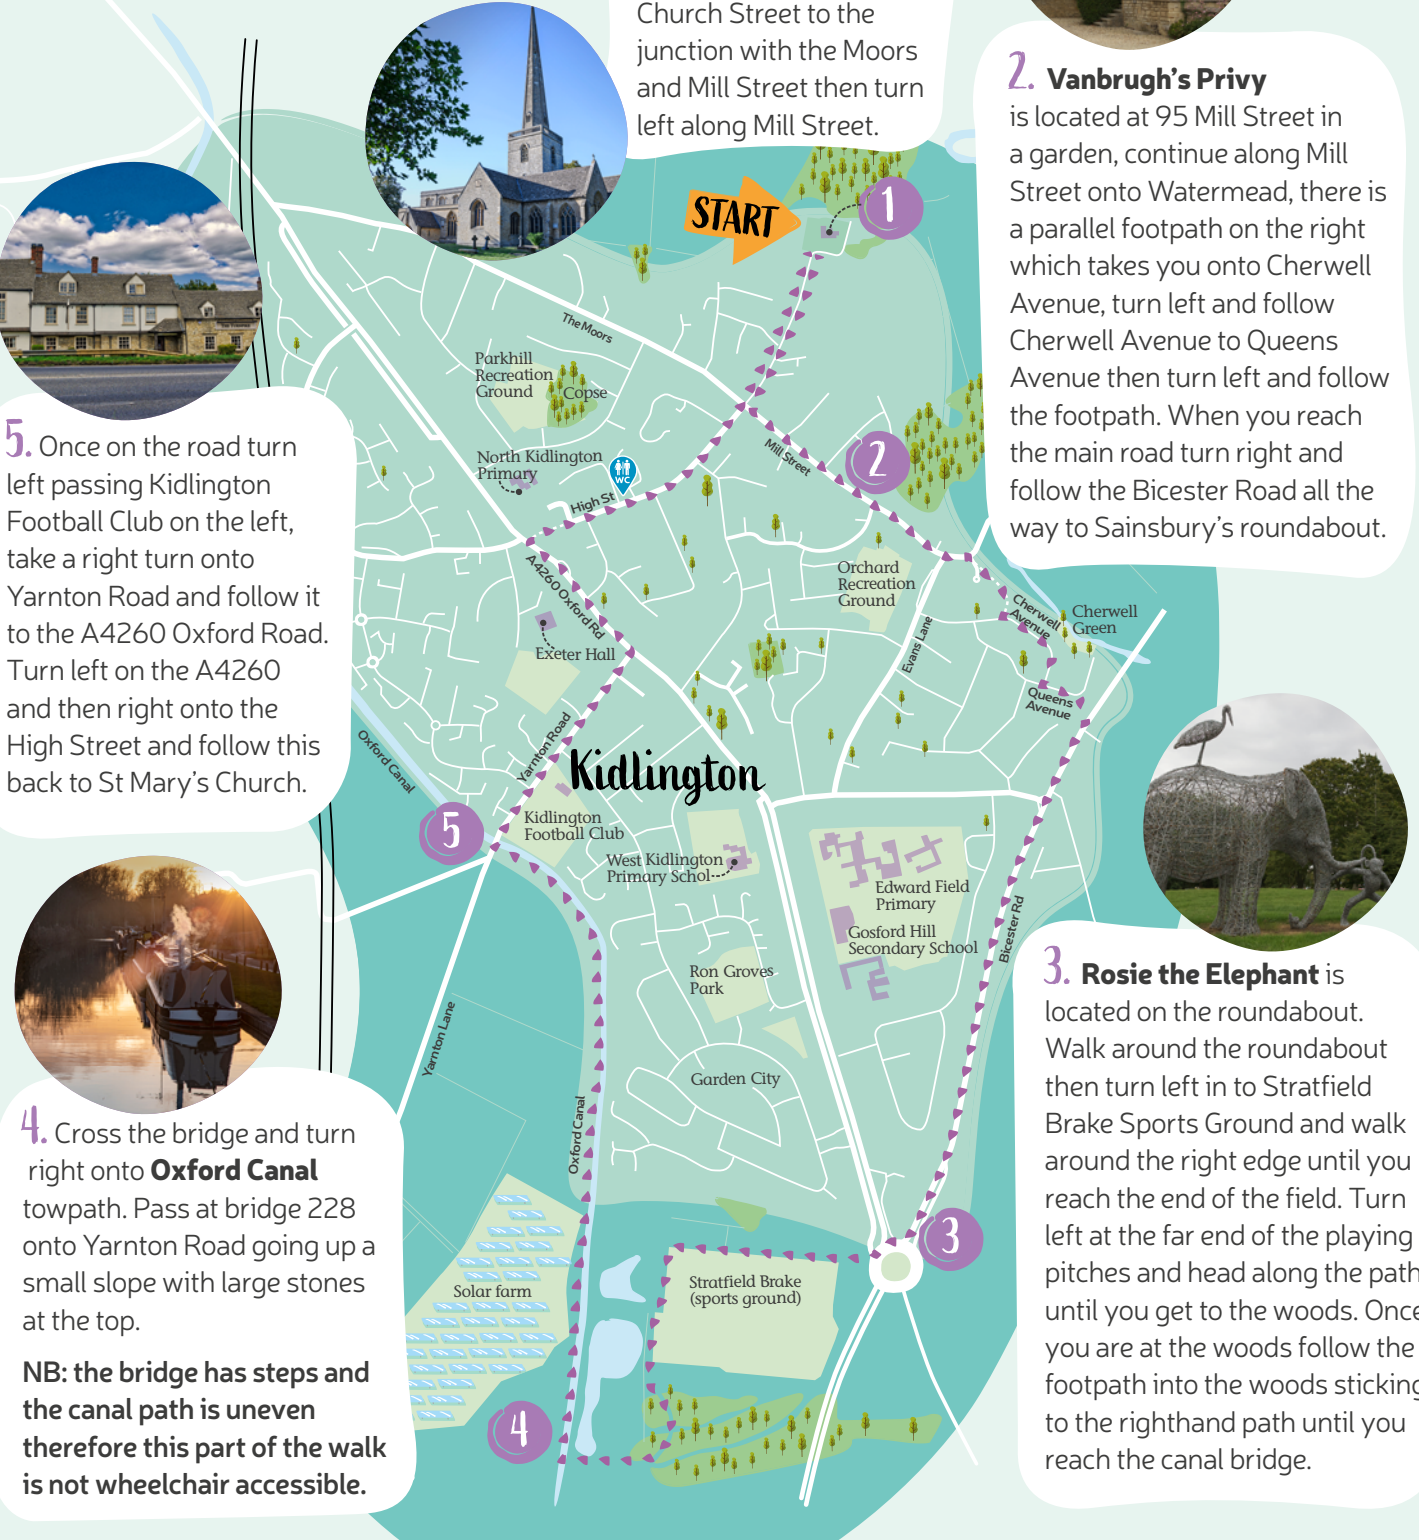 Church Street to the
junction with the Moors
and Mill Street then turn
left along Mill Street.
2. Vanbrugh's Privy
is located at 95 Mill Street in
a garden, continue along Mill
Street onto Watermead, there is
a parallel footpath on the right
which takes you onto Cherwell
Avenue, turn left and follow
Cherwell Avenue to Queens
Avenue then turn left and follow
the footpath. When you reach
the main road turn right and
follow the Bicester Road all the
way to Sainsbury's roundabout.
3. Rosie the Elephant is
located on the roundabout.
Walk around the roundabout
then turn left in to Stratfield
Brake Sports Ground and walk
around the right edge until you
reach the end of the field. Turn
left at the far end of the playing
pitches and head along the path
until you get to the woods. Once
you are at the woods follow the
footpath into the woods sticking
to the righthand path until you
reach the canal bridge.
4. Cross the bridge and turn
right onto Oxford Canal
towpath. Pass at bridge 228
onto Yarnton Road going up a
small slope with large stones
at the top.
NB: the bridge has steps and
the canal path is uneven
therefore this part of the walk
is not wheelchair accessible.
5. Once on the road turn
left passing Kidlington
Football Club on the left,
take a right turn onto
Yarnton Road and follow it
to the A4260 Oxford Road.
Turn left on the A4260
and then right onto the
High Street and follow this
back to St Mary's Church.
START
1
The Moors
Parkhill
Recreation
Ground
Copse
North Kidlington
Primary
WC
High St
Mill Street
2
A4260 Oxford Rd
Exeter Hall
Orchard
Recreation
Ground
Evans Lane
Cherwell
Avenue
Cherwell
Green
Queens
Avenue
Oxford Canal
Yarnton Road
Kidlington
5
Kidlington
Football Club
West Kidlington
Primary Schol
Edward Field
Primary
Gosford Hill
Secondary School
Bicester Rd
Ron Groves
Park
Yarnton Lane
Garden City
Oxford Canal
3
Solar farm
Stratfield Brake
(sports ground)
4